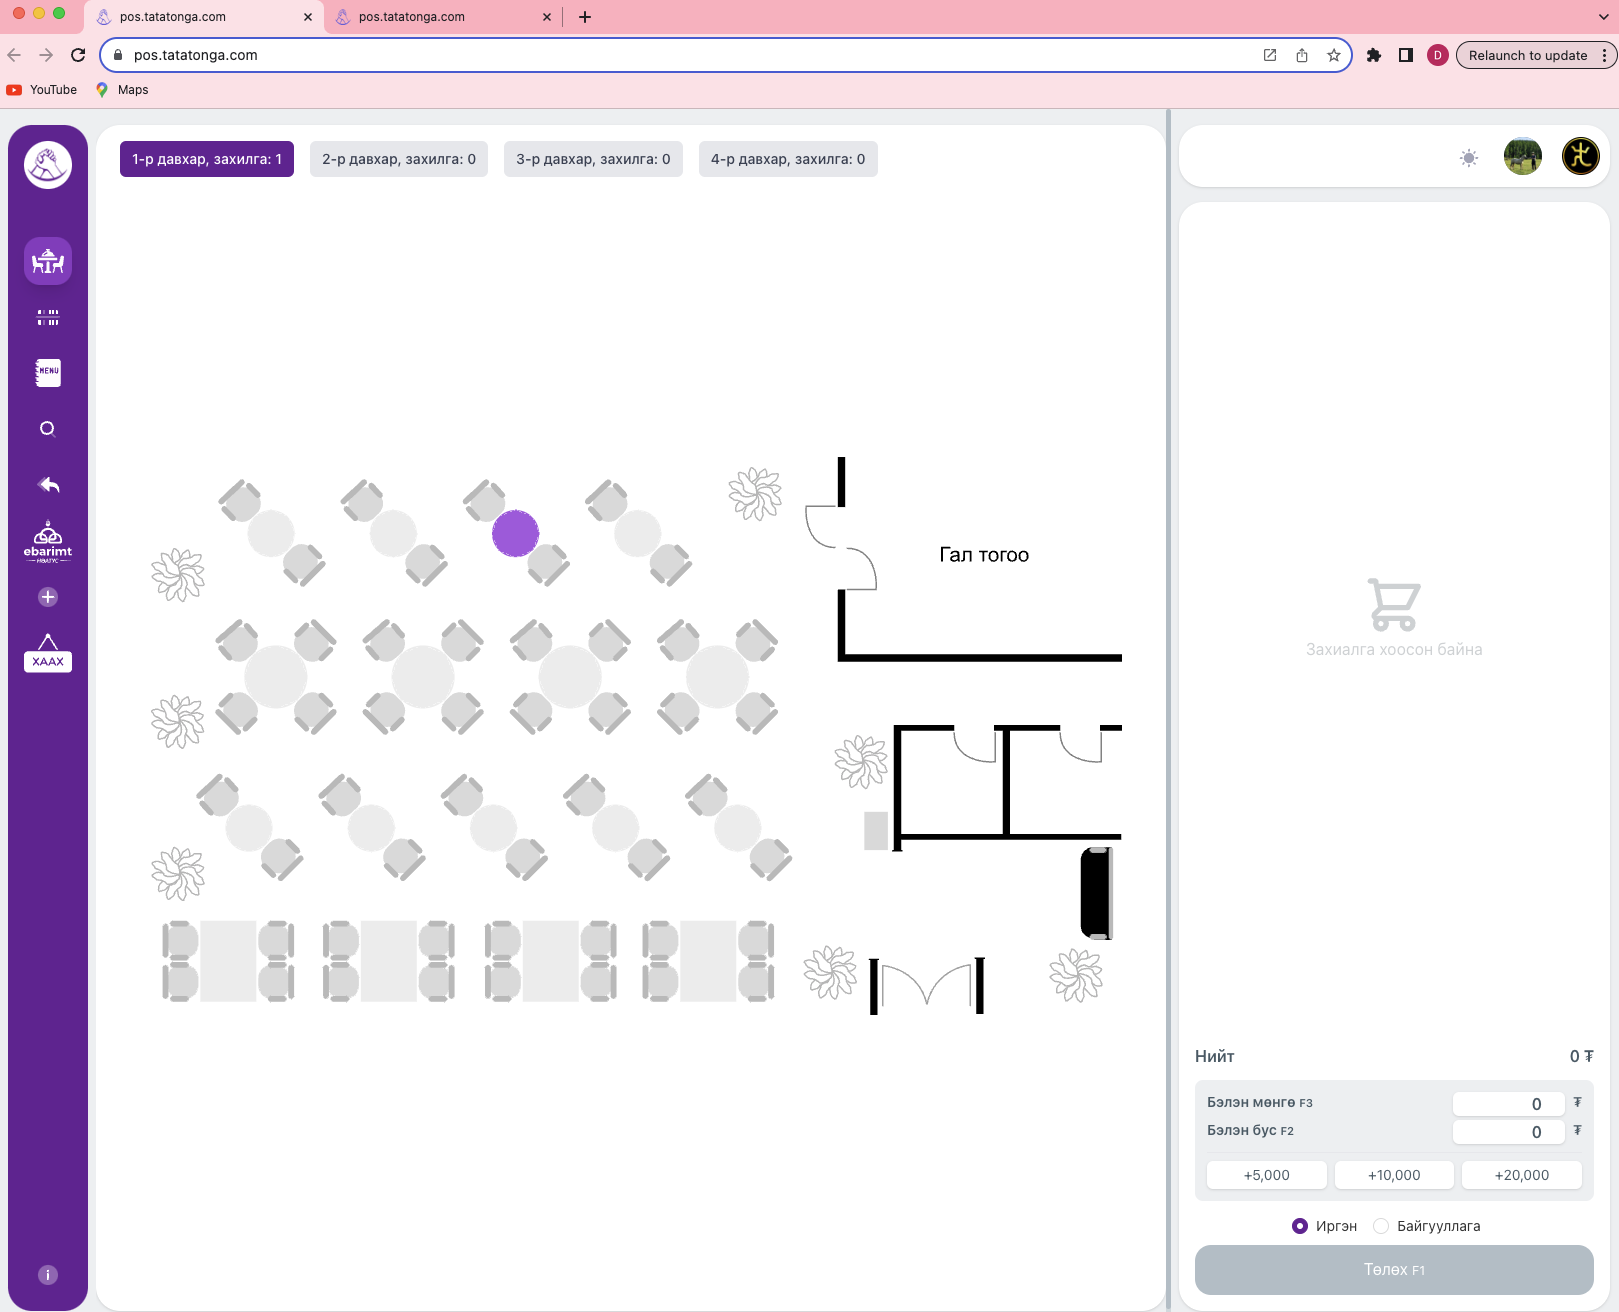 pos.tatatonga.com
pos.tatatonga.com
pos.tatatonga.com
D
Relaunch to update
YouTube
Maps
1-р давхар, захилга: 1
2-р давхар, захилга: 0
3-р давхар, захилга: 0
4-р давхар, захилга: 0
MENU
ebarimt
НӨАТУС
ХААХ
i
Гал тогоо
Захиалга хоосон байна
Нийт
0 ₮
Бэлэн мөнгө F3
0 ₮
Бэлэн бус F2
0 ₮
+5,000
+10,000
+20,000
Иргэн
Байгууллага
Төлөх F1